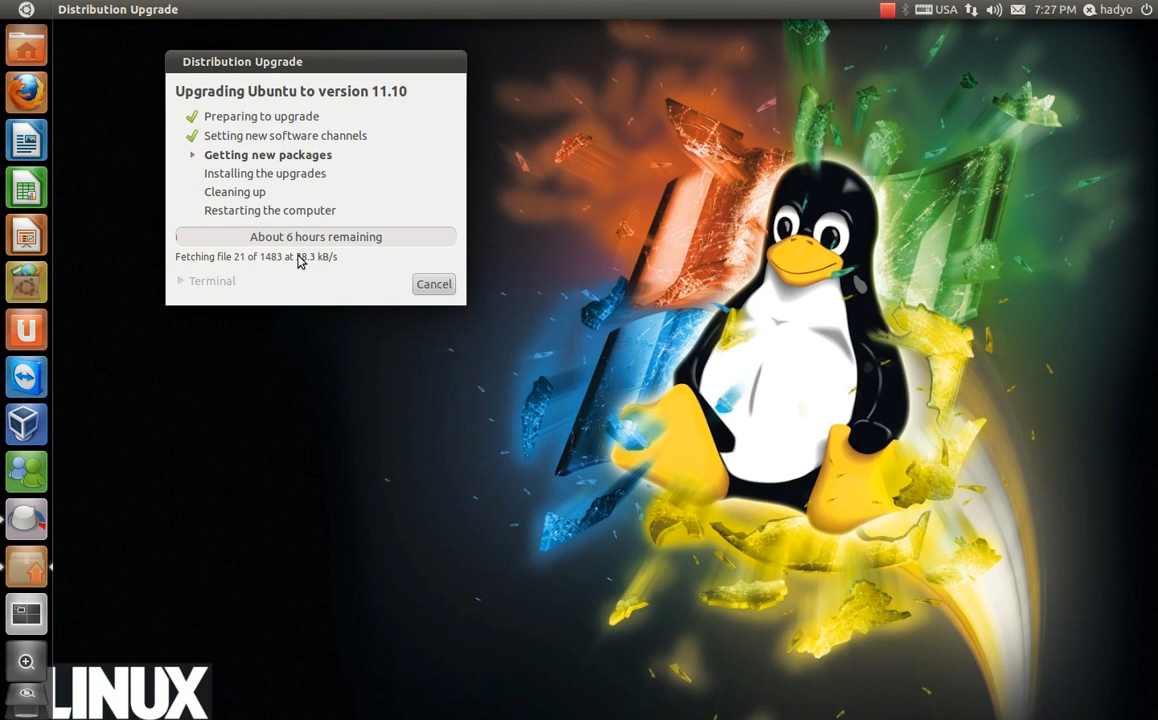 Distribution Upgrade
USA
7:27 PM
hadyo
Distribution Upgrade
Upgrading Ubuntu to version 11.10
Preparing to upgrade
Setting new software channels
Getting new packages
Installing the upgrades
Cleaning up
Restarting the computer
About 6 hours remaining
Fetching file 21 of 1483 at kB/s
Terminal
Cancel
LINUX